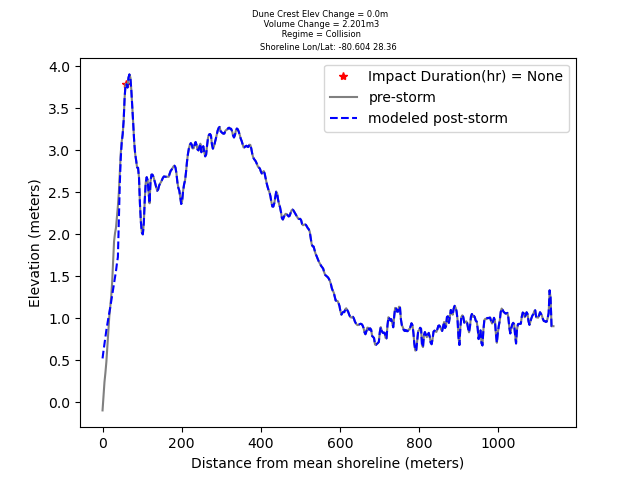 Dune Crest Elev Change = 0.0m
Volume Change = 2.201m3
Regime = Collision
Shoreline Lon/Lat: -80.604 28.36
Impact Duration(hr) = None
pre-storm
modeled post-storm
Elevation (meters)
4.0
3.5
3.0
2.5
2.0
1.5
1.0
0.5
0.0
0 200 400 600 800 1000
Distance from mean shoreline (meters)